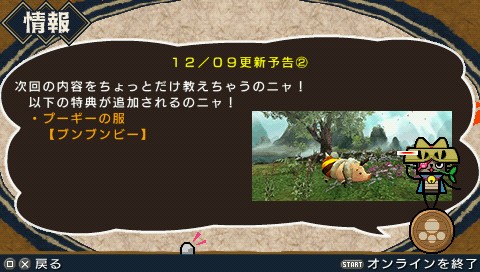 情報
12/09更新予告②
次回の内容をちょっとだけ教えちゃうのニャ!
以下の特典が追加されるのニャ!
・プーギーの服
【ブンブンビー】
戻る
START オンラインを終了